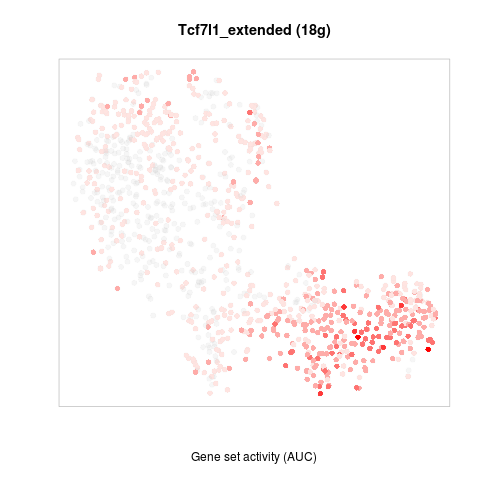 Tcf7l1_extended (18g)
Gene set activity (AUC)